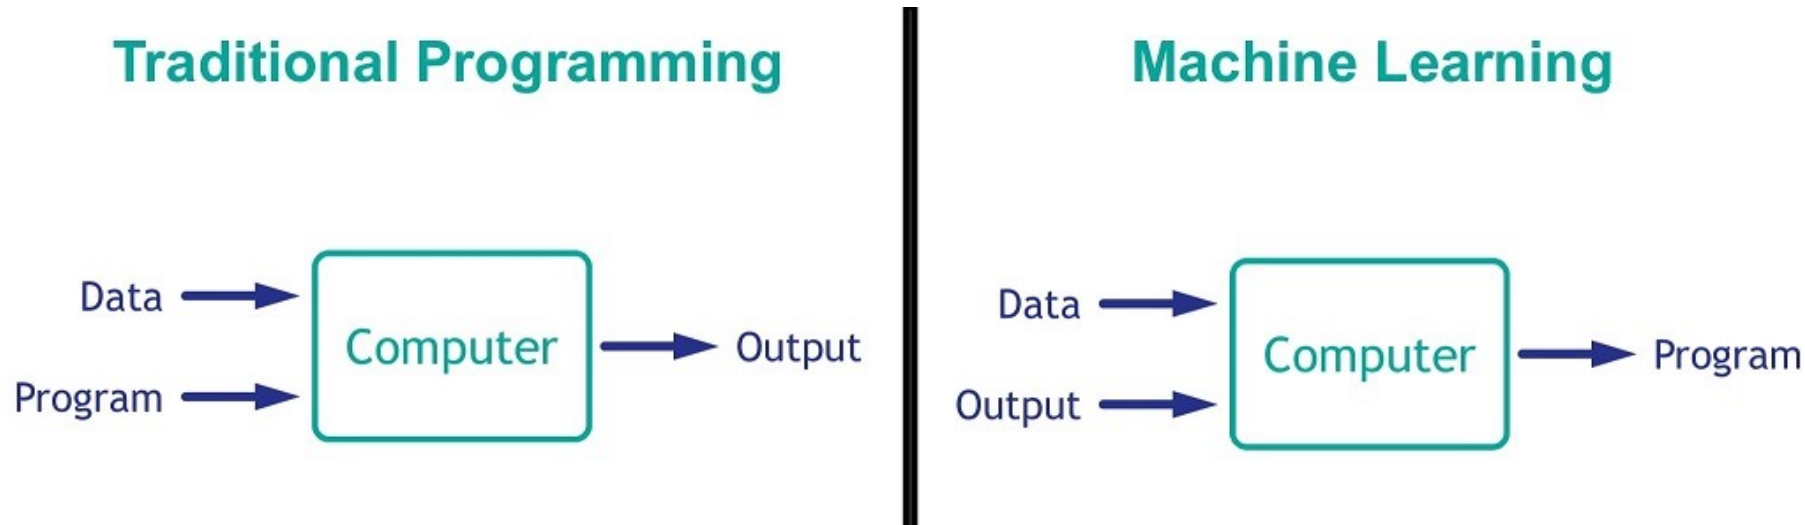 Traditional Programming
Data
Program
Computer
Output
Machine Learning
Data
Output
Computer
Program